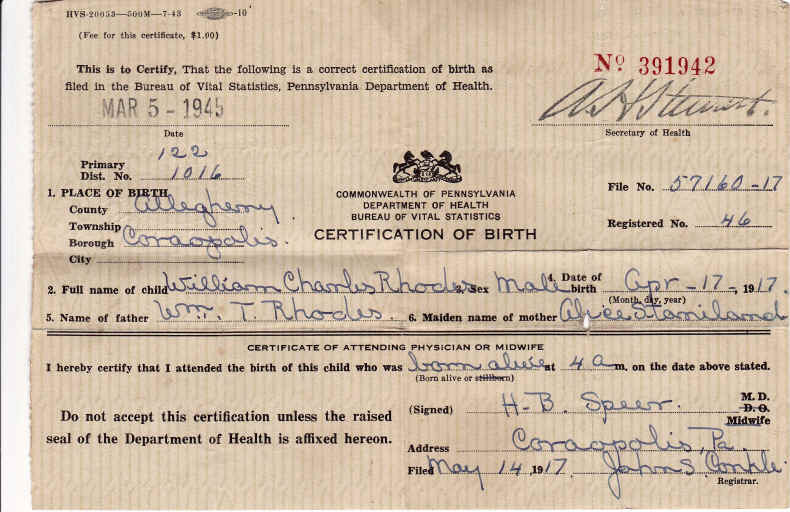 HVS-20053—500M—7-43 -10
(Fee for this certificate, $1.00)
This is to Certify, That the following is a correct certification of birth as
filed in the Bureau of Vital Statistics, Pennsylvania Department of Health.
Nº 391942
MAR 5 - 1945
A H Stewart.
Date
Secretary of Health
Primary 122
Dist. No. 1016
File No. 57160-17
Registered No. 46
COMMONWEALTH OF PENNSYLVANIA
DEPARTMENT OF HEALTH
BUREAU OF VITAL STATISTICS
CERTIFICATION OF BIRTH
1. PLACE OF BIRTH
County Allegheny
Township
Borough Coraopolis.
City
2. Full name of child William Charles Rhodes 3. Sex Male 4. Date of birth Apr - 17 -, 1917.
(Month, day, year)
5. Name of father Wm. T. Rhodes. 6. Maiden name of mother Alice Staniland
CERTIFICATE OF ATTENDING PHYSICIAN OR MIDWIFE
I hereby certify that I attended the birth of this child who was born alive at 4 a m. on the date above stated.
(Born alive or stillborn)
Do not accept this certification unless the raised
seal of the Department of Health is affixed hereon.
(Signed) H. B. Speer. M. D.
D. O.
Midwife
Address Coraopolis, Pa.
Filed May 14, 1917. John S. Conkle.
Registrar.